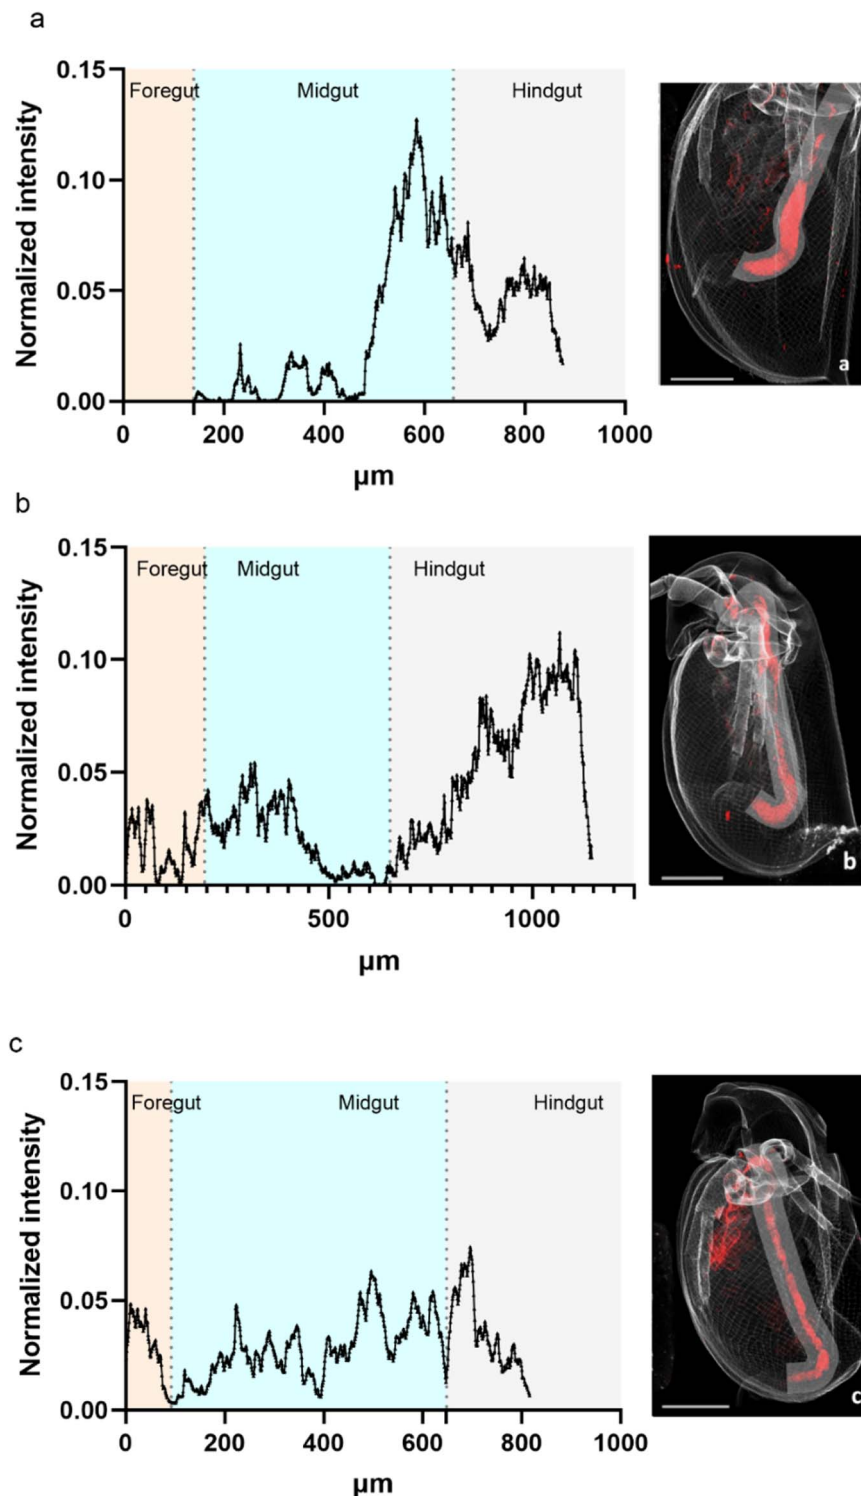 a
0.15
Foregut Midgut Hindgut
0.10
Normalized intensity
0.05
0.00
0 200 400 600 800 1000
µm
a
b
0.15
Foregut Midgut Hindgut
0.10
Normalized intensity
0.05
0.00
0 500 1000
µm
b
c
0.15
Foregut Midgut Hindgut
0.10
Normalized intensity
0.05
0.00
0 200 400 600 800 1000
µm
c